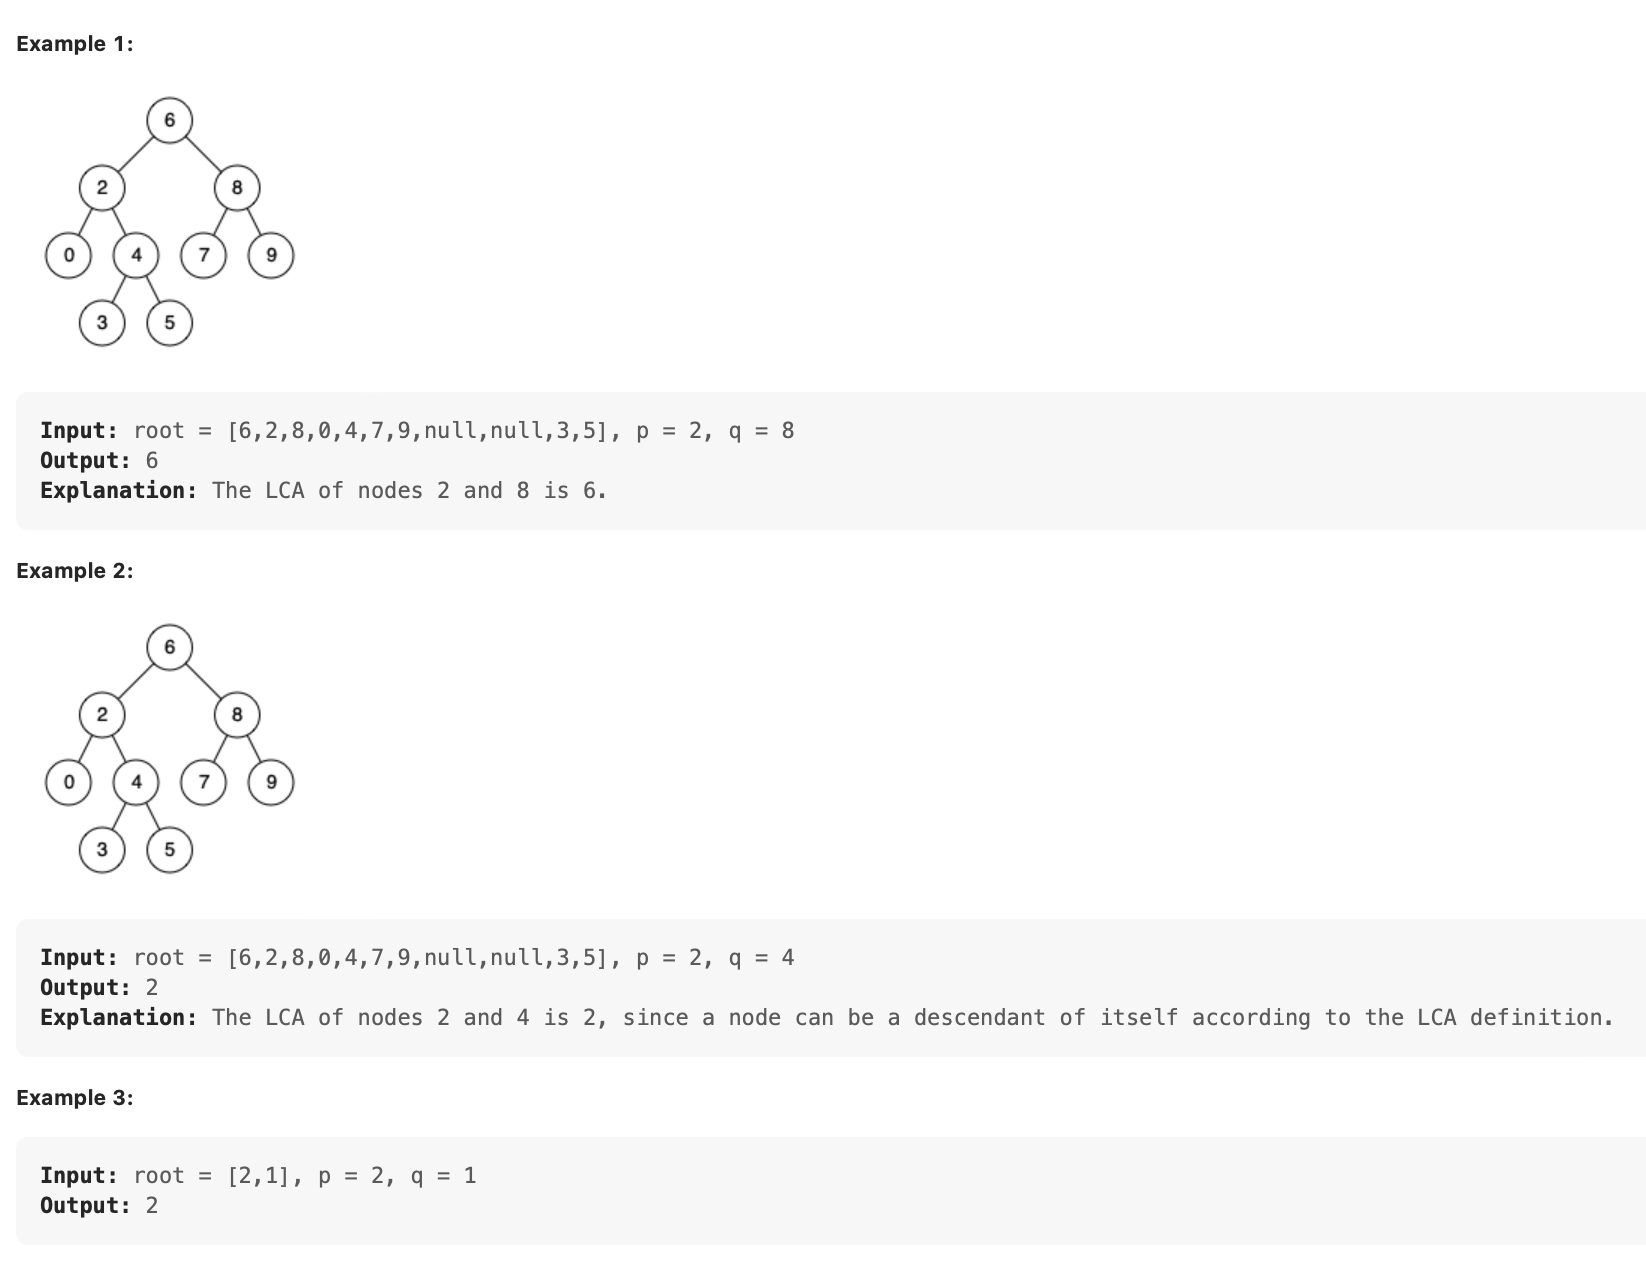 Example 1:
6
2 8
0 4 7 9
3 5
Input: root = [6,2,8,0,4,7,9,null,null,3,5], p = 2, q = 8
Output: 6
Explanation: The LCA of nodes 2 and 8 is 6.
Example 2:
6
2 8
0 4 7 9
3 5
Input: root = [6,2,8,0,4,7,9,null,null,3,5], p = 2, q = 4
Output: 2
Explanation: The LCA of nodes 2 and 4 is 2, since a node can be a descendant of itself according to the LCA definition.
Example 3:
Input: root = [2,1], p = 2, q = 1
Output: 2